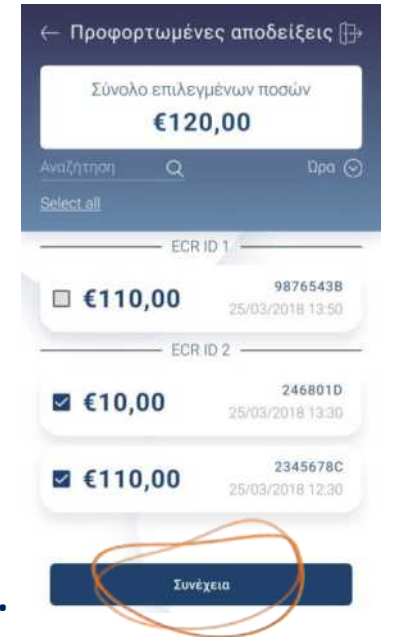 ← Προφορτωμένες αποδείξεις
Σύνολο επιλεγμένων ποσών
€120,00
Αναζήτηση Ώρα
Select all
ECR ID 1
€110,00 9876543B
25/03/2018 13:50
ECR ID 2
€10,00 246801D
25/03/2018 13:30
€110,00 2345678C
25/03/2018 12:30
Συνέχεια
.